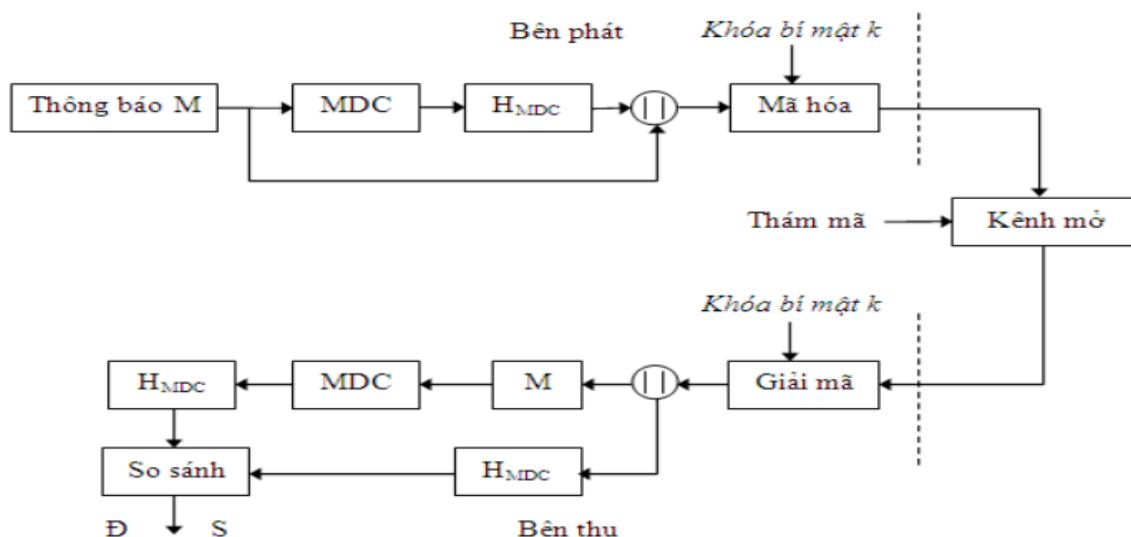 Bên phát
Khóa bí mật k
Thông báo M
MDC
HMDC
||
Mã hóa
Thám mã
Kênh mở
Khóa bí mật k
HMDC
MDC
M
||
Giải mã
So sánh
HMDC
Đ
S
Bên thu